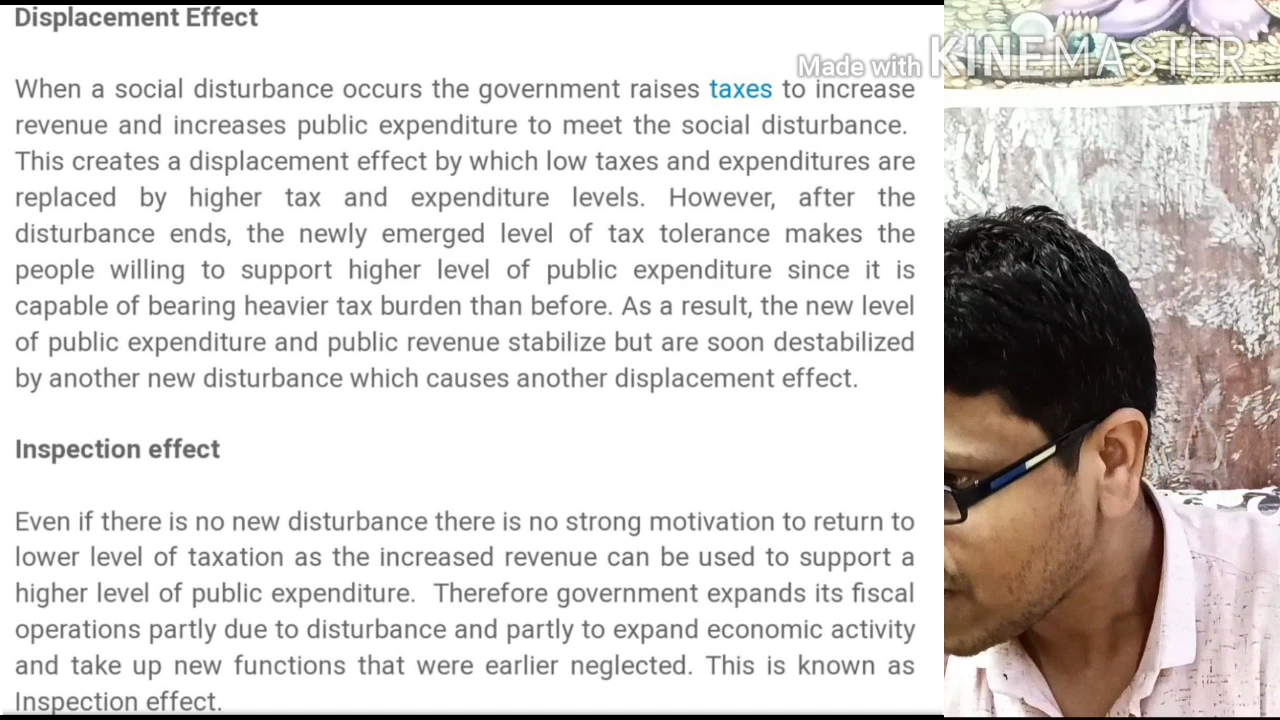 Displacement Effect
Made with KINEMASTER
When a social disturbance occurs the government raises taxes to increase
revenue and increases public expenditure to meet the social disturbance.
This creates a displacement effect by which low taxes and expenditures are
replaced by higher tax and expenditure levels. However, after the
disturbance ends, the newly emerged level of tax tolerance makes the
people willing to support higher level of public expenditure since it is
capable of bearing heavier tax burden than before. As a result, the new level
of public expenditure and public revenue stabilize but are soon destabilized
by another new disturbance which causes another displacement effect.
Inspection effect
Even if there is no new disturbance there is no strong motivation to return to
lower level of taxation as the increased revenue can be used to support a
higher level of public expenditure. Therefore government expands its fiscal
operations partly due to disturbance and partly to expand economic activity
and take up new functions that were earlier neglected. This is known as
Inspection effect.